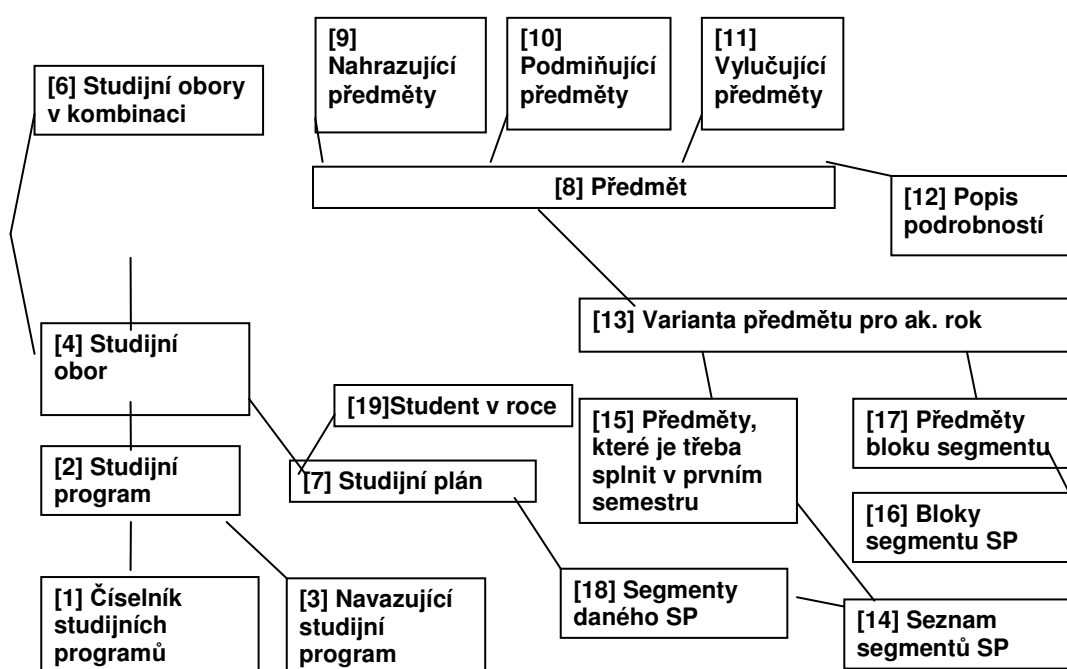 [9]
Nahrazující
předměty
[10]
Podmiňující
předměty
[11]
Vylučující
předměty
[6] Studijní obory
v kombinaci
[8] Předmět
[12] Popis
podrobností
[13] Varianta předmětu pro ak. rok
[4] Studijní
obor
[19]Student v roce
[15] Předměty,
které je třeba
splnit v prvním
semestru
[17] Předměty
bloku segmentu
[2] Studijní
program
[7] Studijní plán
[16] Bloky
segmentu SP
[1] Číselník
studijních
programů
[3] Navazující
studijní
program
[18] Segmenty
daného SP
[14] Seznam
segmentů SP